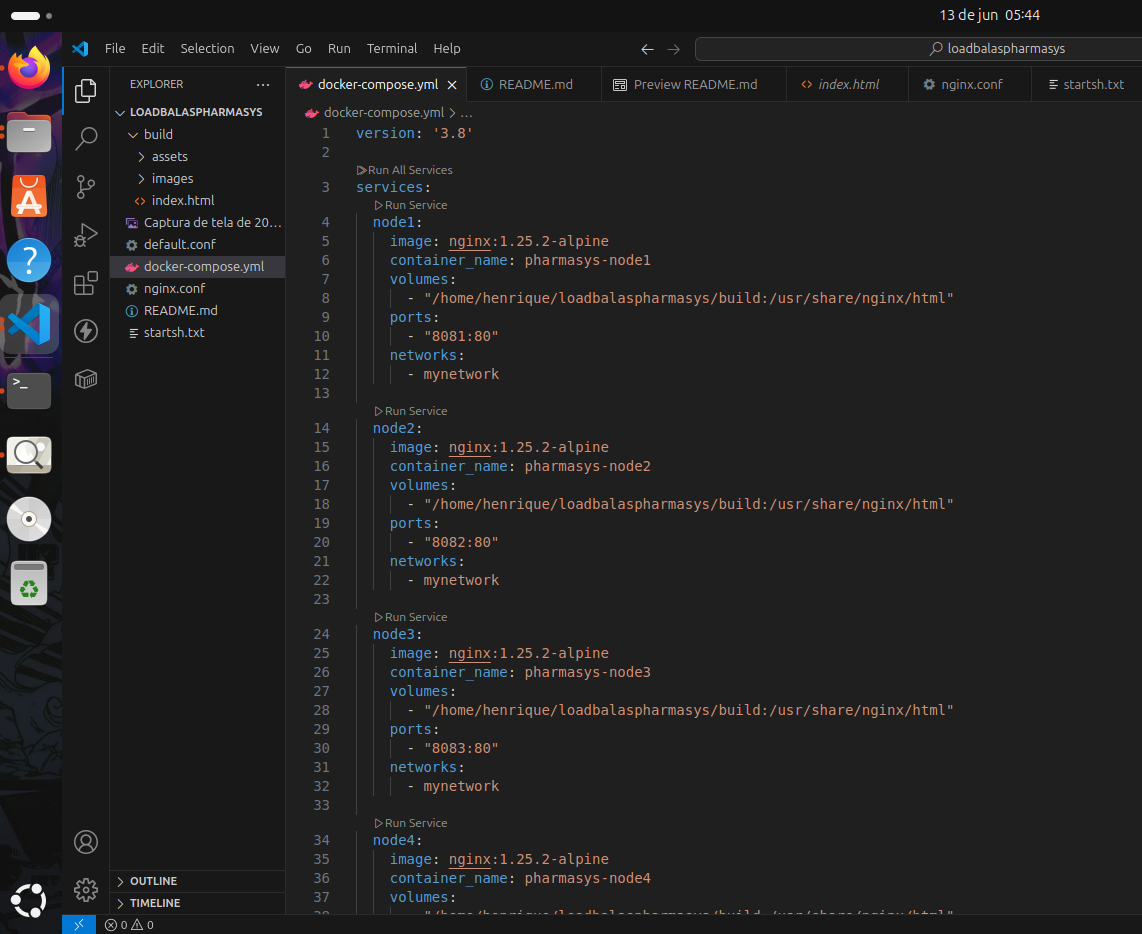 13 de jun 05:44
File Edit Selection View Go Run Terminal Help
loadbalaspharmasys
EXPLORER
LOADBALASPHARMASYS
build
assets
images
index.html
Captura de tela de 20...
default.conf
docker-compose.yml
nginx.conf
README.md
startsh.txt
OUTLINE
TIMELINE
docker-compose.yml README.md Preview README.md index.html nginx.conf startsh.txt
docker-compose.yml > ...
1 version: '3.8'
2
Run All Services
3 services:
Run Service
4 node1:
5 image: nginx:1.25.2-alpine
6 container_name: pharmasys-node1
7 volumes:
8 - "/home/henrique/loadbalaspharmasys/build:/usr/share/nginx/html"
9 ports:
10 - "8081:80"
11 networks:
12 - mynetwork
13
Run Service
14 node2:
15 image: nginx:1.25.2-alpine
16 container_name: pharmasys-node2
17 volumes:
18 - "/home/henrique/loadbalaspharmasys/build:/usr/share/nginx/html"
19 ports:
20 - "8082:80"
21 networks:
22 - mynetwork
23
Run Service
24 node3:
25 image: nginx:1.25.2-alpine
26 container_name: pharmasys-node3
27 volumes:
28 - "/home/henrique/loadbalaspharmasys/build:/usr/share/nginx/html"
29 ports:
30 - "8083:80"
31 networks:
32 - mynetwork
33
Run Service
34 node4:
35 image: nginx:1.25.2-alpine
36 container_name: pharmasys-node4
37 volumes:
38 - "/home/henrique/loadbalaspharmasys/build:/usr/share/nginx/html"
0 0